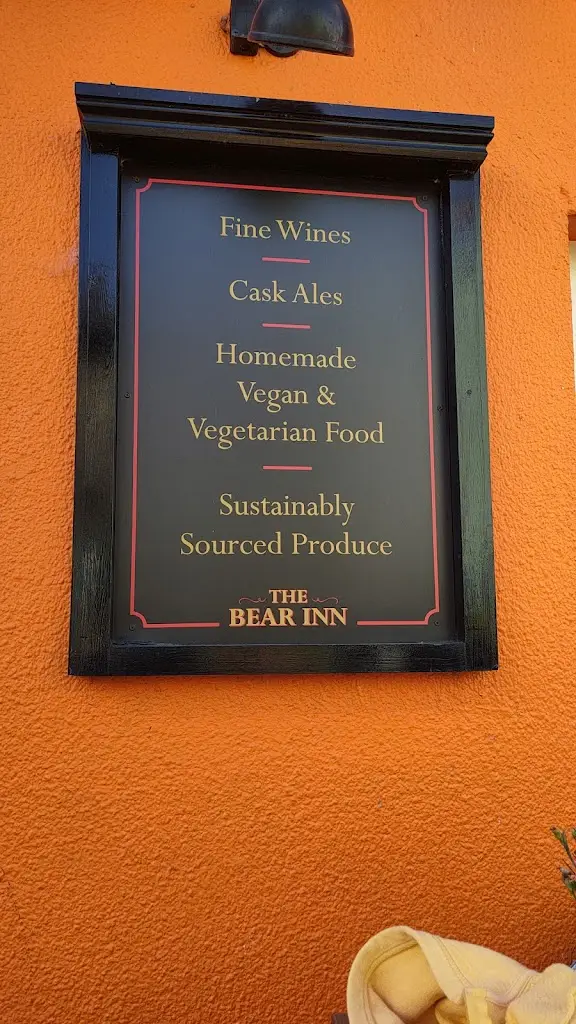 Fine Wines
Cask Ales
Homemade
Vegan &
Vegetarian Food
Sustainably
Sourced Produce
THE
BEAR INN